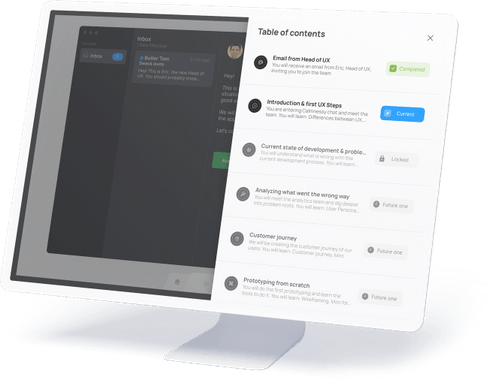 Inbox
Inbox
Butler Tom
Hey!
Let's c
Table of contents
Email from Head of UX
You will receive an email from Eric, Head of UX,
inviting you to join the team.
Completed
Introduction & first UX Steps
You are entering Calmnessby chat and meet the
team. You will learn: Differences between UX...
Current
Current state of development & proble...
You will understand what is wrong with the
current development process. You will learn:
Locked
Analyzing what went the wrong way
You will meet the analytics team and dig deeper
into problem roots. You will learn: User Persona...
Future one
Customer journey
We will be creating the customer journey of our
users. You will learn: Customer journey, Mind
Future one
Prototyping from scratch
You will do the first prototyping and learn the
tools to do it. You will learn: Wireframing, Mid
Future one